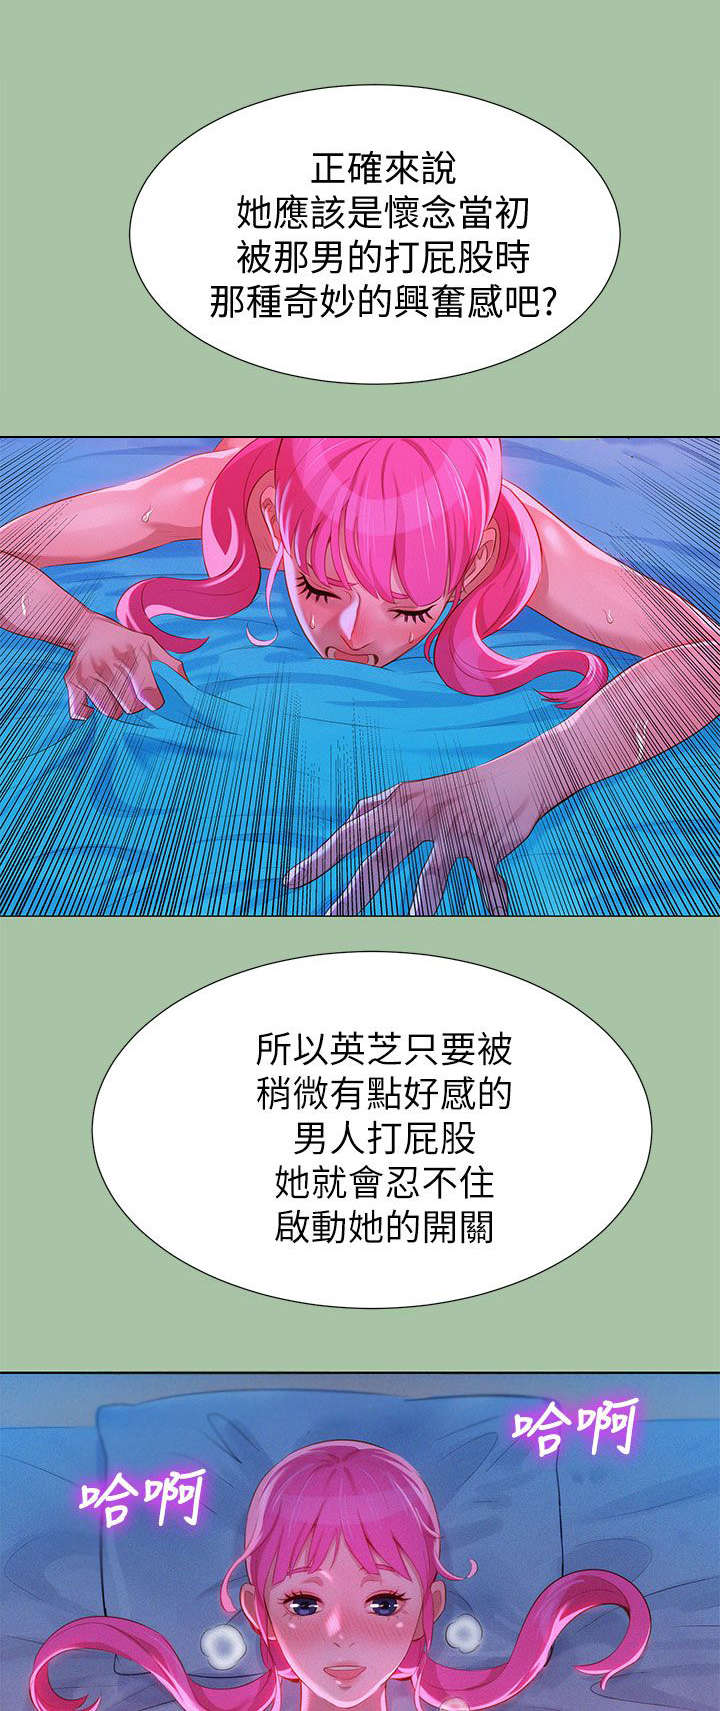 正確來說
她應該是懷念當初
被那男的打屁股時
那種奇妙的興奮感吧?
所以英芝只要被
稍微有點好感的
男人打屁股
她就會忍不住
啟動她的開關
哈啊
哈啊